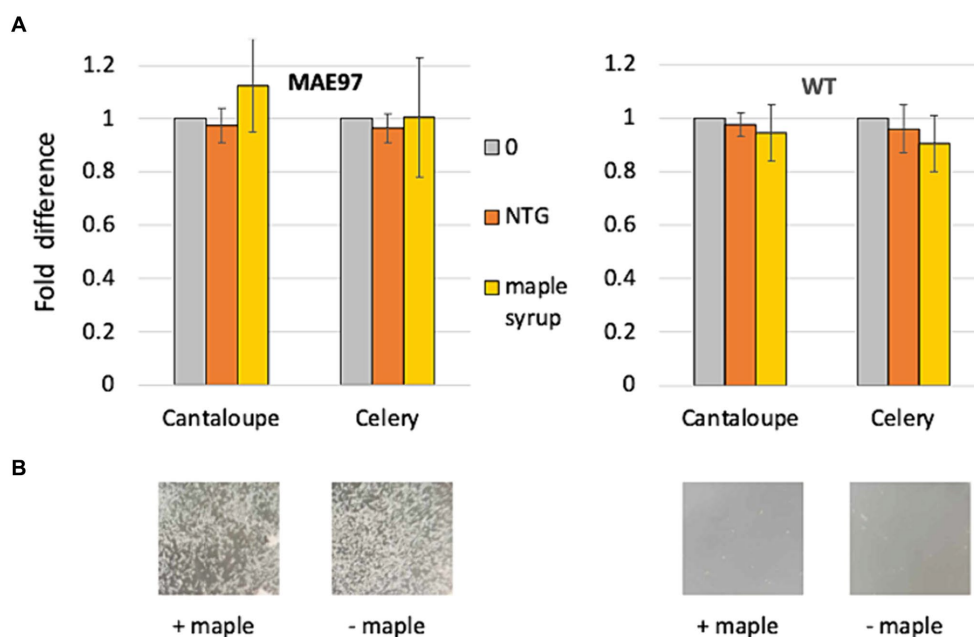 A
Fold difference
1.2
1
0.8
0.6
0.4
0.2
0
MAE97
Cantaloupe
Celery
0
NTG
maple
syrup
1.2
1
0.8
0.6
0.4
0.2
0
WT
Cantaloupe
Celery
B
+ maple
- maple
+ maple
- maple